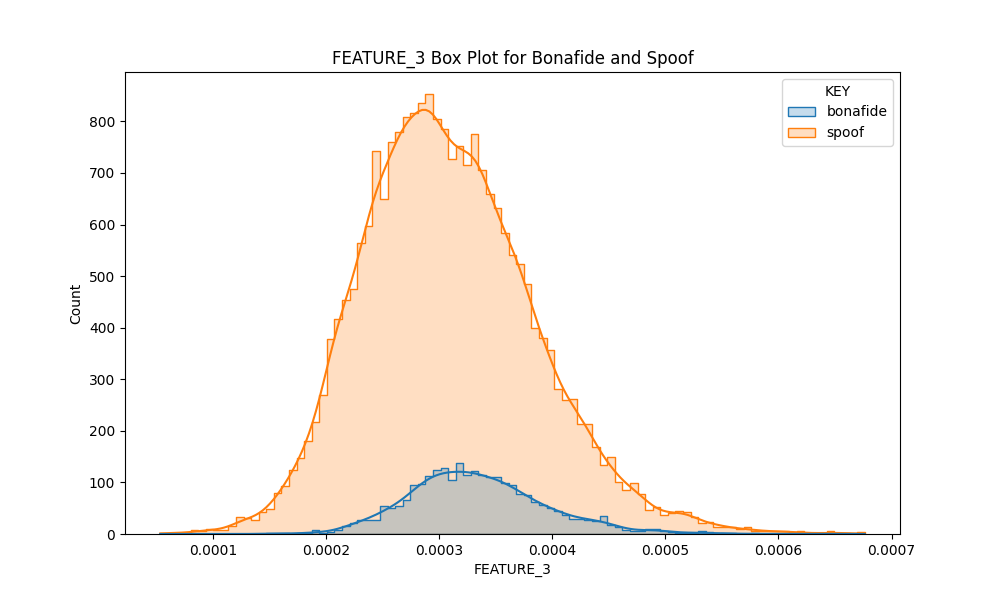 FEATURE_3 Box Plot for Bonafide and Spoof
KEY
bonafide
spoof
Count
800
700
600
500
400
300
200
100
0
0.0001
0.0002
0.0003
0.0004
0.0005
0.0006
0.0007
FEATURE_3